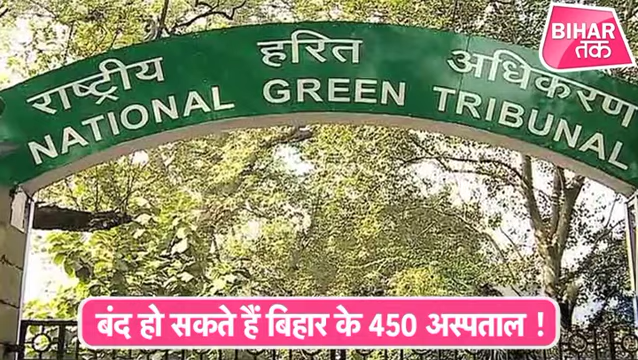 BIHAR
तक
राष्ट्रीय हरित अधिकरण
NATIONAL GREEN TRIBUNAL
बंद हो सकते हैं बिहार के 450 अस्पताल !